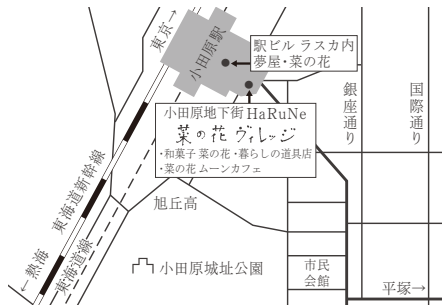 東京→
小田原駅
駅ビル ラスカ内
夢屋・菜の花
小田原地下街 HaRuNe
菜の花 ヴィレッジ
・和菓子 菜の花・暮らしの道具店
・菜の花 ムーンカフェ
銀座通り
国際通り
東海道新幹線
東海道線
←熱海
旭丘高
小田原城址公園
市民
会館
平塚→